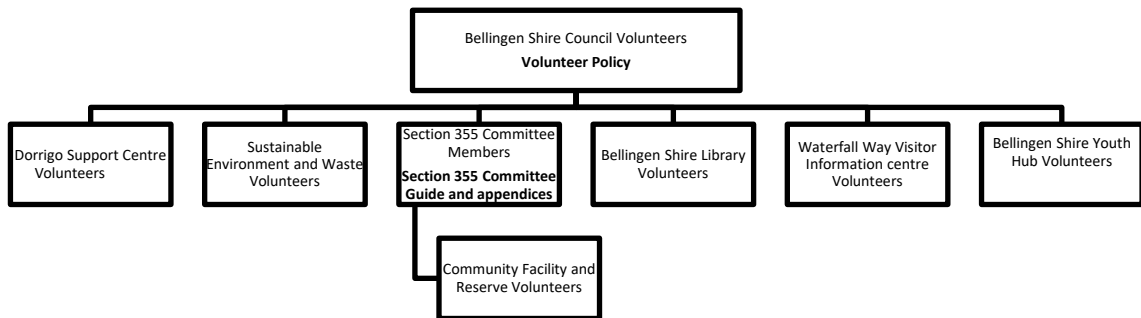 Bellingen Shire Council Volunteers
Volunteer Policy
Dorrigo Support Centre
Volunteers
Sustainable
Environment and Waste
Volunteers
Section 355 Committee
Members
Section 355 Committee
Guide and appendices
Bellingen Shire Library
Volunteers
Waterfall Way Visitor
Information centre
Volunteers
Bellingen Shire Youth
Hub Volunteers
Community Facility and
Reserve Volunteers